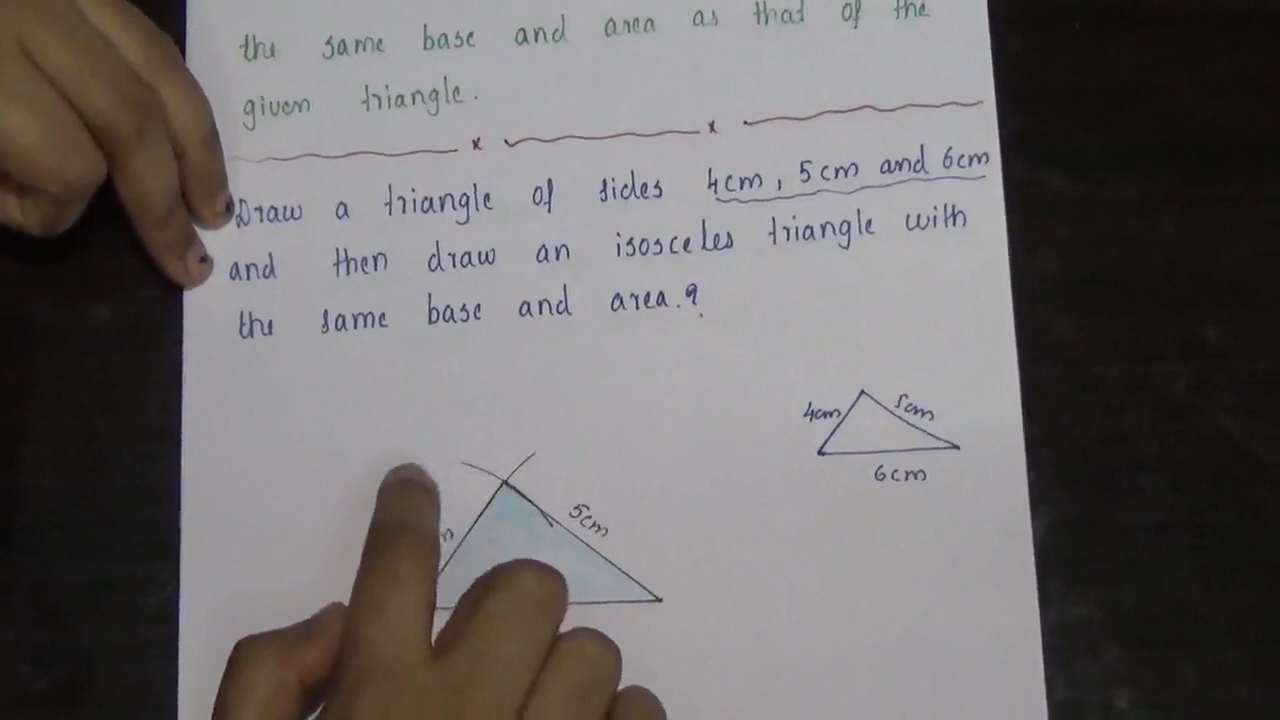 the same base and area as that of the
given triangle.
Draw a triangle of sides 4cm, 5cm and 6cm
and then draw an isosceles triangle with
the same base and area.?
4cm
5cm
6cm
5cm